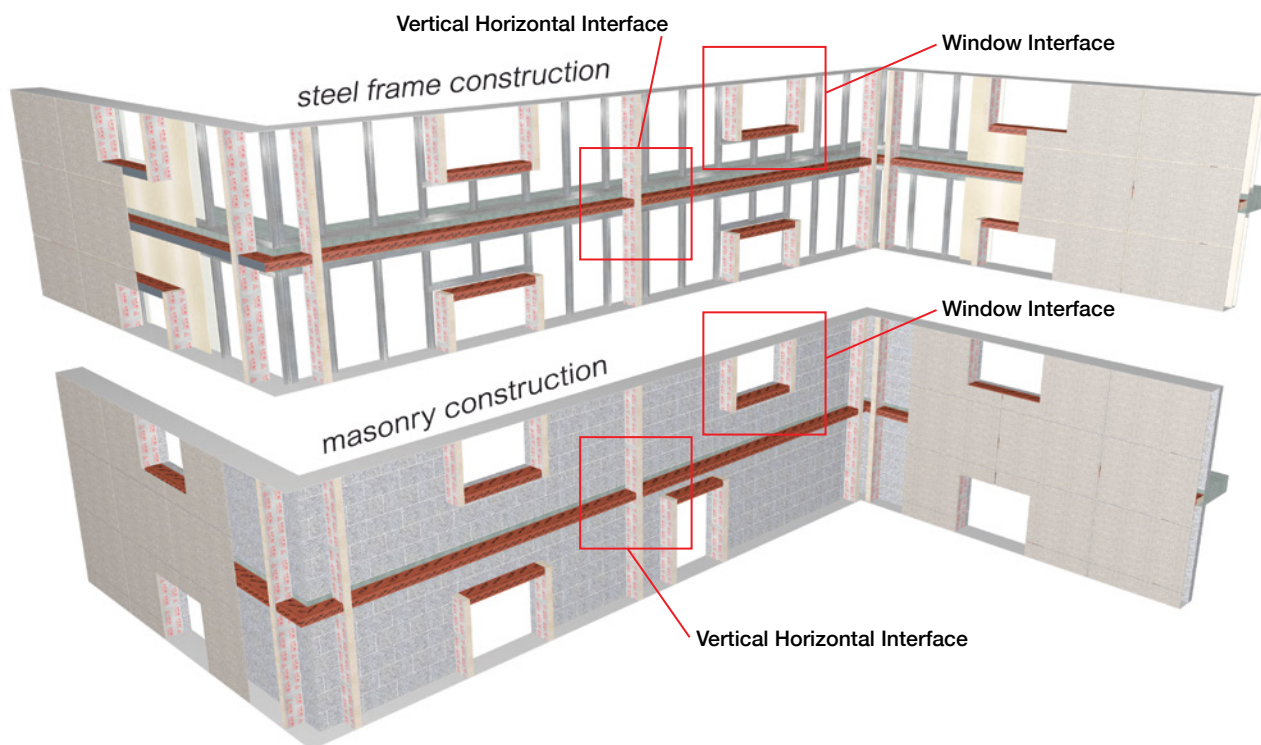 Vertical Horizontal Interface
Window Interface
steel frame construction
Window Interface
masonry construction
Vertical Horizontal Interface